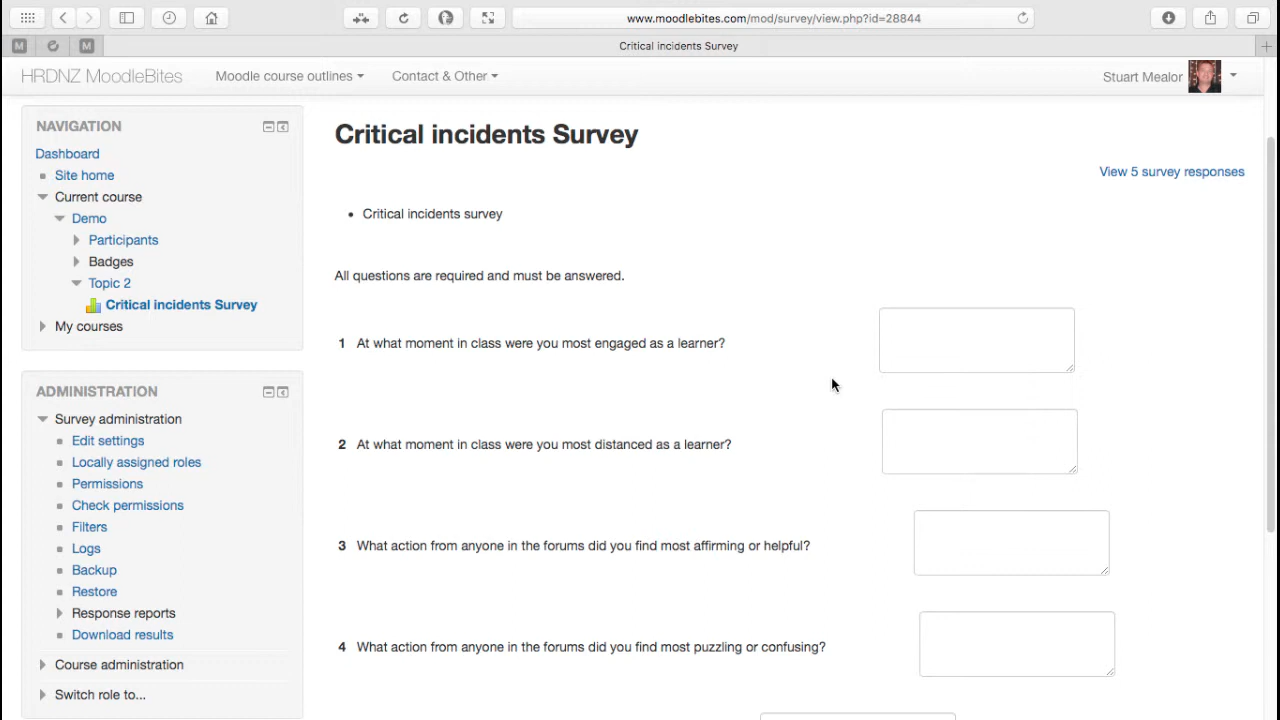 www.moodlebites.com/mod/survey/view.php?id=28844
M M Critical incidents Survey
HRDNZ MoodleBites Moodle course outlines Contact & Other Stuart Mealor
NAVIGATION
Dashboard
Site home
Current course
Demo
Participants
Badges
Topic 2
Critical incidents Survey
My courses
ADMINISTRATION
Survey administration
Edit settings
Locally assigned roles
Permissions
Check permissions
Filters
Logs
Backup
Restore
Response reports
Download results
Course administration
Switch role to...
Critical incidents Survey
View 5 survey responses
Critical incidents survey
All questions are required and must be answered.
1 At what moment in class were you most engaged as a learner?
2 At what moment in class were you most distanced as a learner?
3 What action from anyone in the forums did you find most affirming or helpful?
4 What action from anyone in the forums did you find most puzzling or confusing?